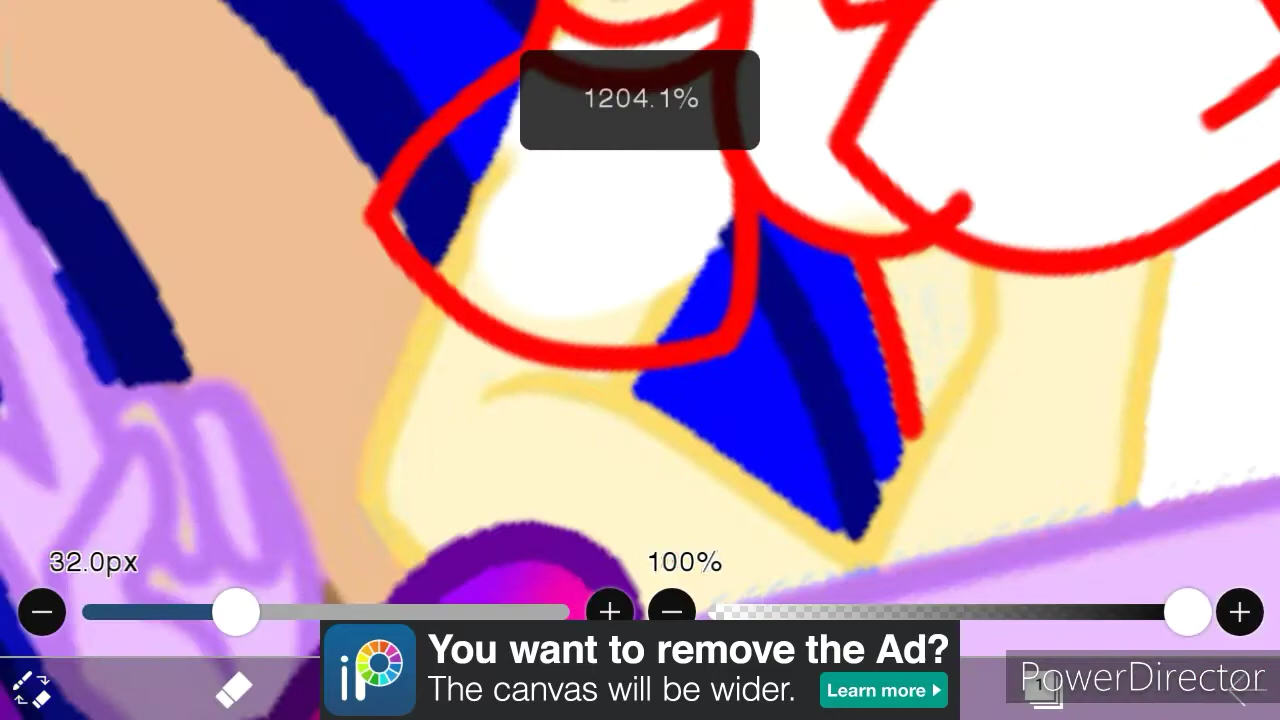 1204.1%
32.0px
100%
iP
You want to remove the Ad?
The canvas will be wider.
Learn more
PowerDirector